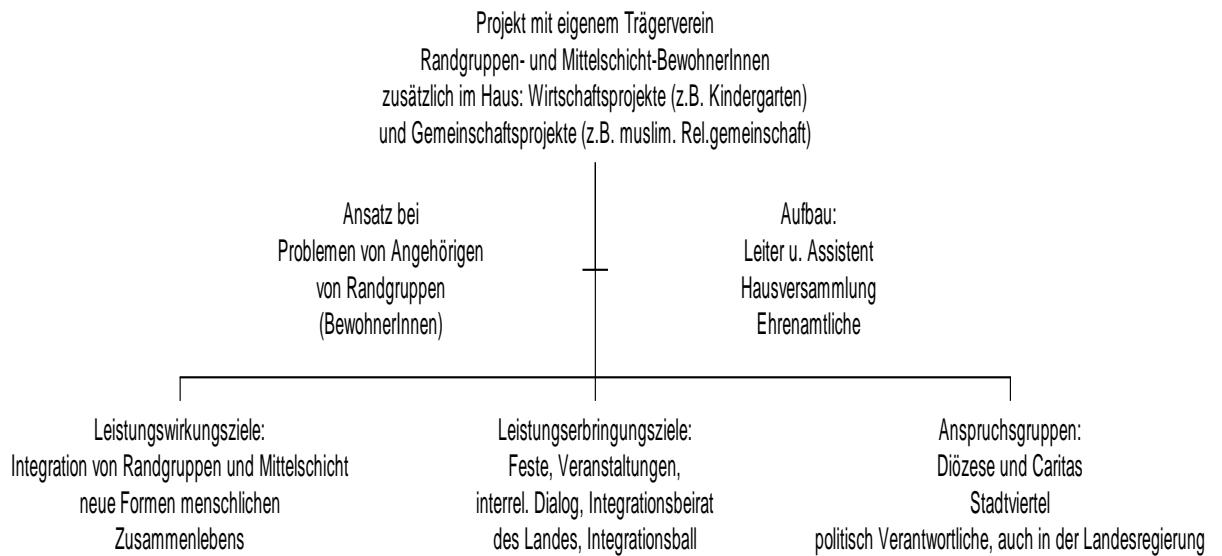 Projekt mit eigenem Trägerverein
Randgruppen- und Mittelschicht-BewohnerInnen
zusätzlich im Haus: Wirtschaftsprojekte (z.B. Kindergarten)
und Gemeinschaftsprojekte (z.B. muslim. Rel.gemeinschaft)
Ansatz bei
Problemen von Angehörigen
von Randgruppen
(BewohnerInnen)
Aufbau:
Leiter u. Assistent
Hausversammlung
Ehrenamtliche
Leistungswirkungsziele:
Integration von Randgruppen und Mittelschicht
neue Formen menschlichen
Zusammenlebens
Leistungserbringungsziele:
Feste, Veranstaltungen,
interrel. Dialog, Integrationsbeirat
des Landes, Integrationsball
Anspruchsgruppen:
Diözese und Caritas
Stadtviertel
politisch Verantwortliche, auch in der Landesregierung